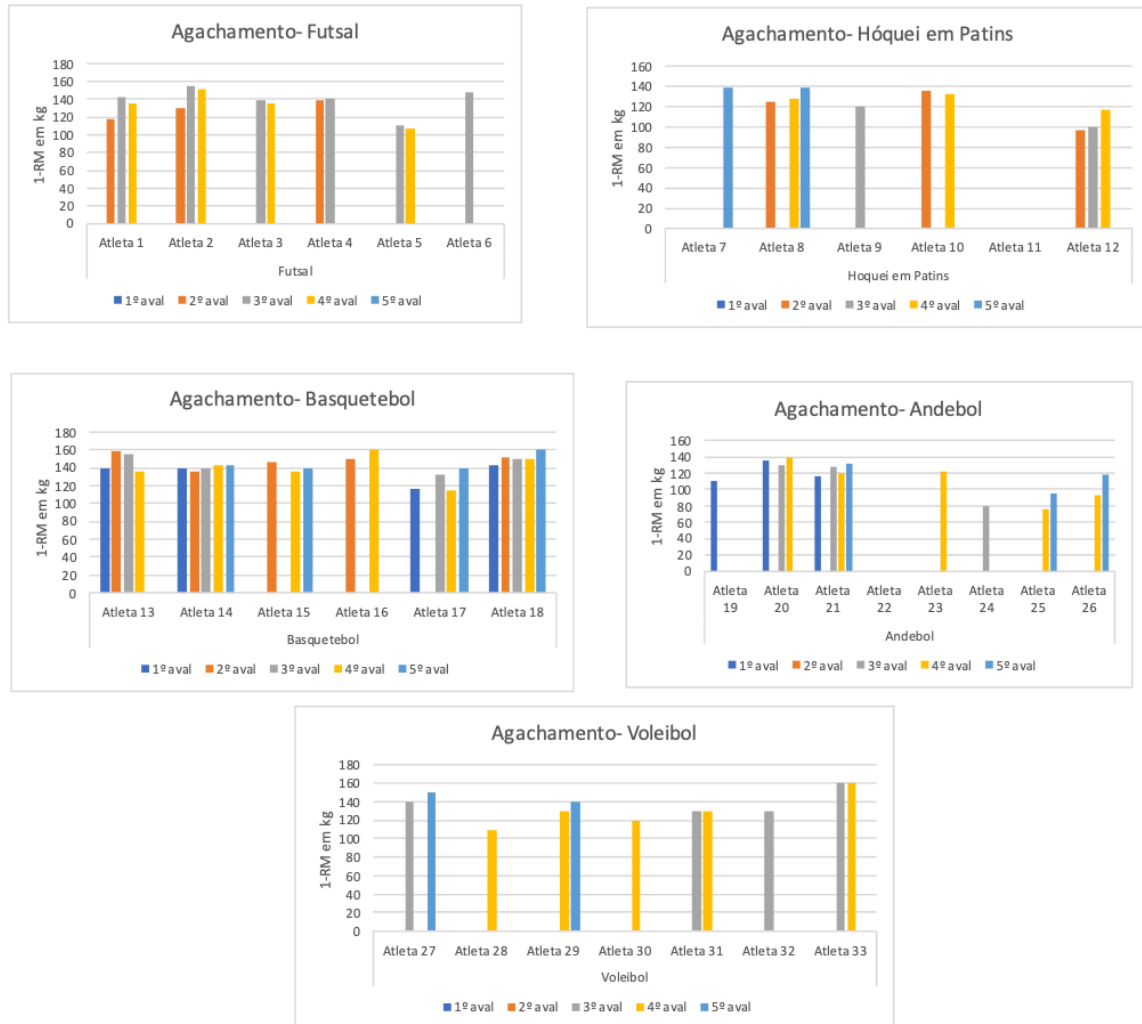 Agachamento- Futsal
1-RM em kg
180
160
140
120
100
80
60
40
20
0
Atleta 1 Atleta 2 Atleta 3 Atleta 4 Atleta 5 Atleta 6
Futsal
1º aval 2º aval 3º aval 4º aval 5º aval
Agachamento- Hóquei em Patins
1-RM em kg
160
140
120
100
80
60
40
20
0
Atleta 7 Atleta 8 Atleta 9 Atleta 10 Atleta 11 Atleta 12
Hoquei em Patins
1º aval 2º aval 3º aval 4º aval 5º aval
Agachamento- Basquetebol
1-RM em kg
180
160
140
120
100
80
60
40
20
0
Atleta 13 Atleta 14 Atleta 15 Atleta 16 Atleta 17 Atleta 18
Basquetebol
1º aval 2º aval 3º aval 4º aval 5º aval
Agachamento- Andebol
1-RM em kg
160
140
120
100
80
60
40
20
0
Atleta Atleta Atleta Atleta Atleta Atleta Atleta Atleta
19 20 21 22 23 24 25 26
Andebol
1º aval 2º aval 3º aval 4º aval 5º aval
Agachamento- Voleibol
1-RM em kg
180
160
140
120
100
80
60
40
20
0
Atleta 27 Atleta 28 Atleta 29 Atleta 30 Atleta 31 Atleta 32 Atleta 33
Voleibol
1º aval 2º aval 3º aval 4º aval 5º aval